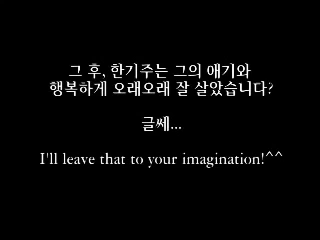 그 후, 한기주는 그의 애기와
행복하게 오래오래 잘 살았습니다?
글쎄...
I'll leave that to your imagination!^^